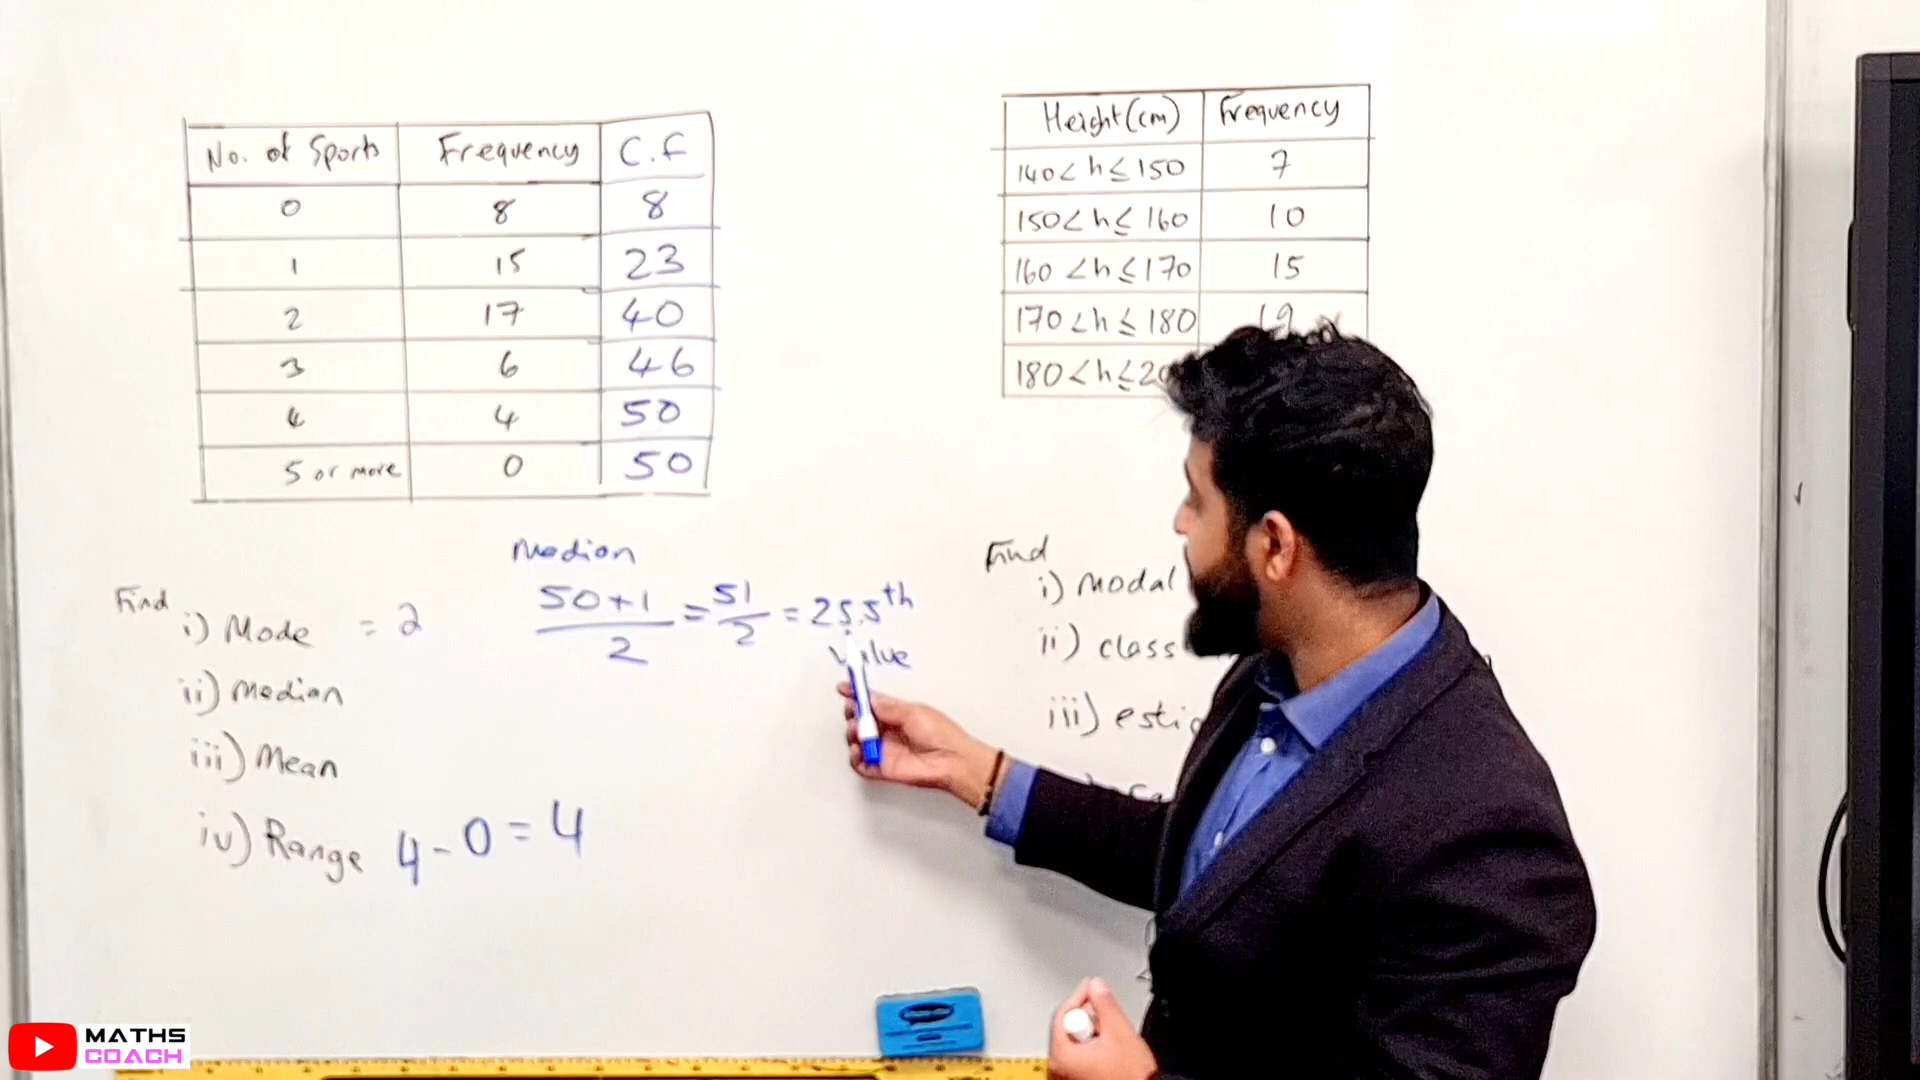 No. of Sports Frequency C.F
0 8 8
1 15 23
2 17 40
3 6 46
4 4 50
5 or more 0 50
Height (cm) Frequency
140 < h ≤ 150 7
150 < h ≤ 160 10
160 < h ≤ 170 15
170 < h ≤ 180 19
180 < h ≤
Find
i) Mode = 2
ii) Median
iii) Mean
iv) Range 4 - 0 = 4
Median
50+1/2 = 51/2 = 25.5th
value
Find
i) Modal
ii) class
iii)
MATHS
COACH